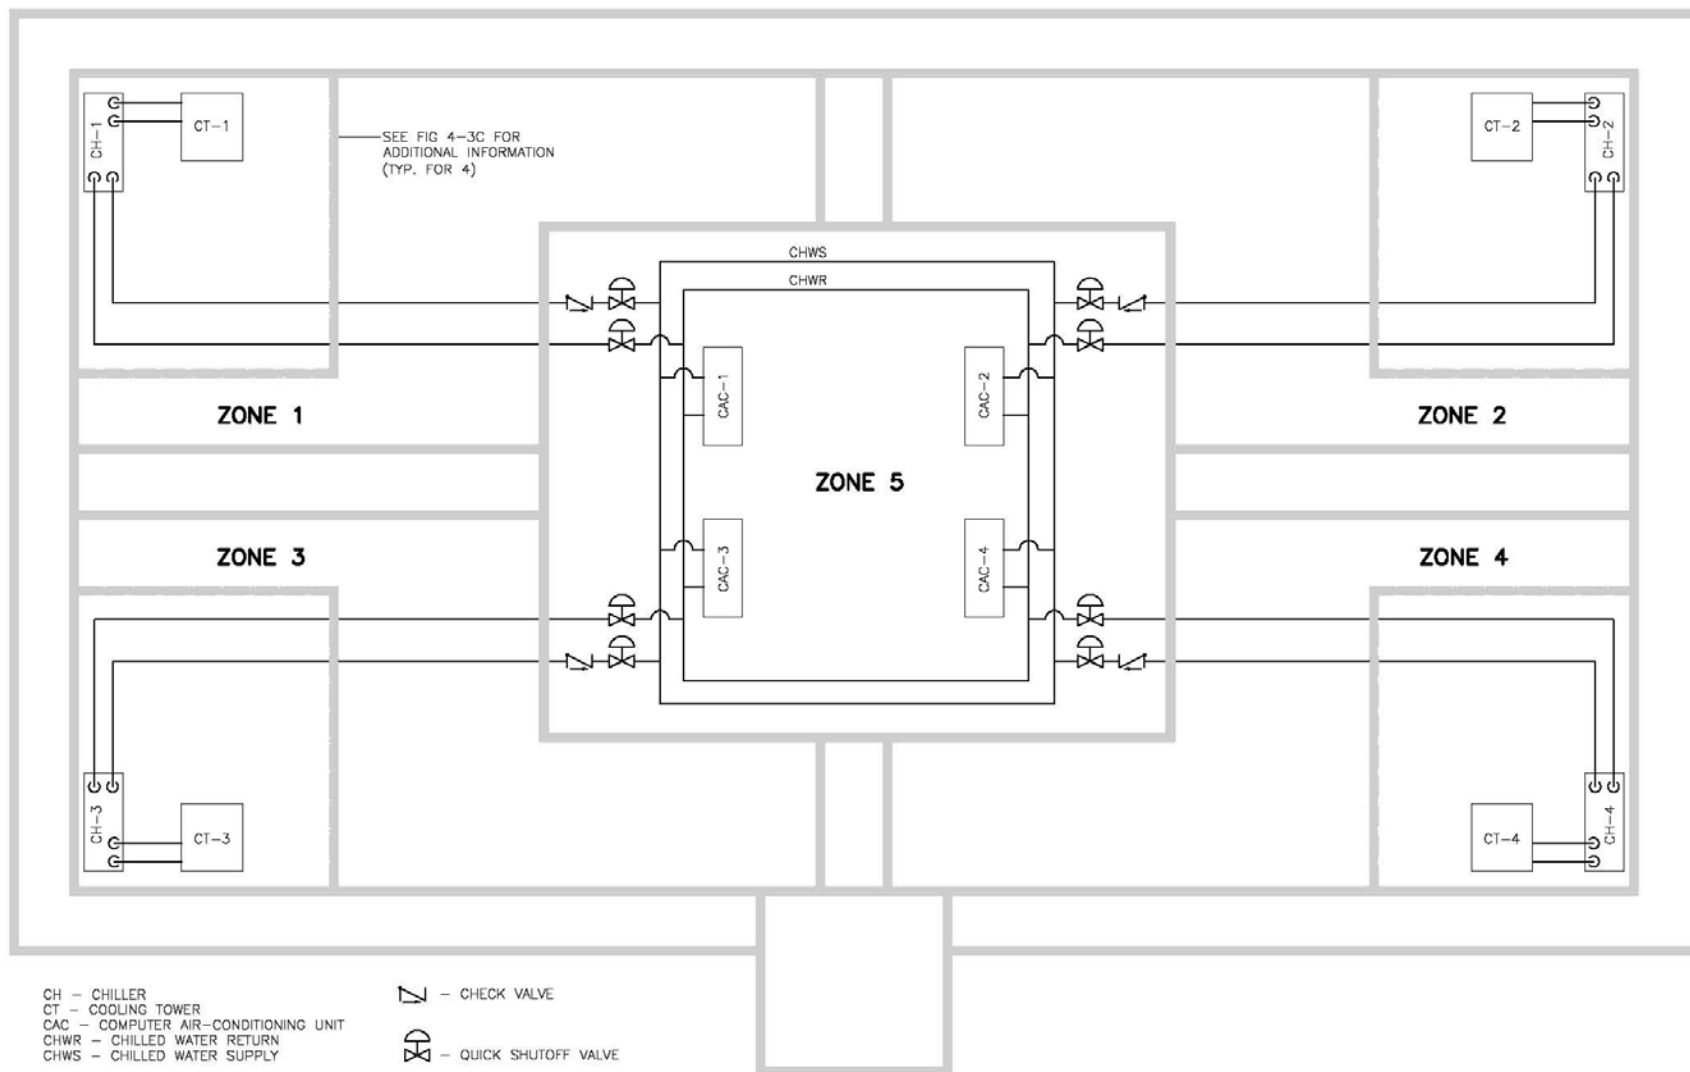 CH-1
CT-1
SEE FIG 4-3C FOR
ADDITIONAL INFORMATION
(TYP. FOR 4)
CT-2
CH-2
CHWS
CHWR
CAC-1
CAC-2
ZONE 1
ZONE 2
ZONE 5
CAC-3
CAC-4
ZONE 3
ZONE 4
CH-3
CT-3
CT-4
CH-4
CH - CHILLER
CT - COOLING TOWER
CAC - COMPUTER AIR-CONDITIONING UNIT
CHWR - CHILLED WATER RETURN
CHWS - CHILLED WATER SUPPLY
- CHECK VALVE
- QUICK SHUTOFF VALVE